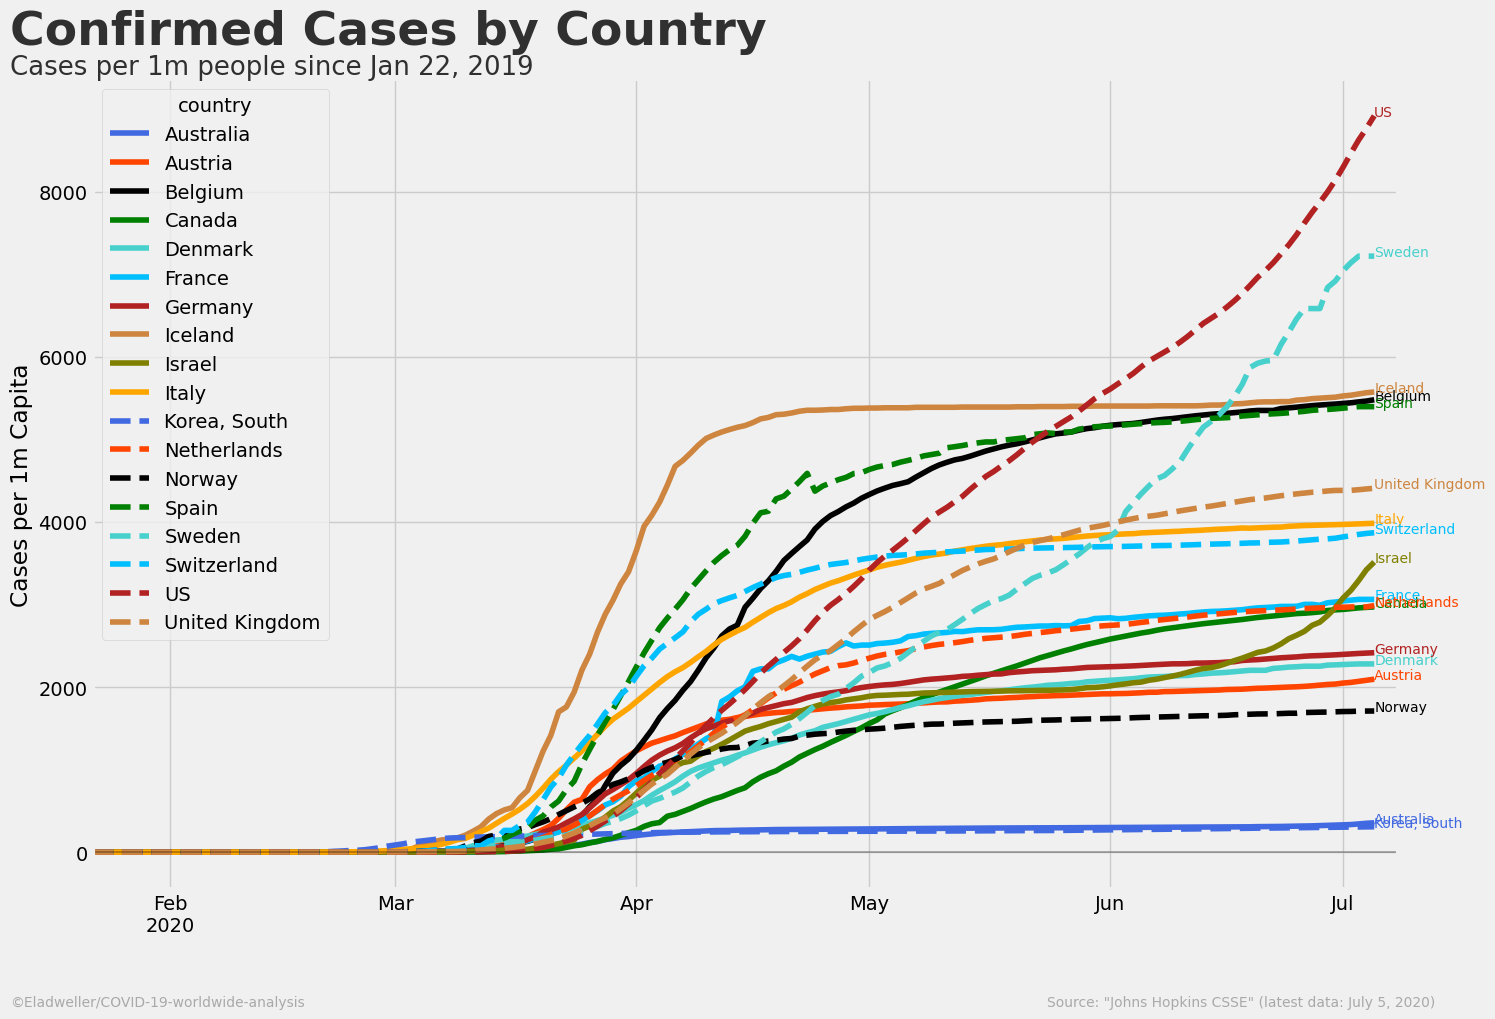 Confirmed Cases by Country
Cases per 1m people since Jan 22, 2019
country
Australia
Austria
Belgium
Canada
Denmark
France
Germany
Iceland
Israel
Italy
Korea, South
Netherlands
Norway
Spain
Sweden
Switzerland
US
United Kingdom
Cases per 1m Capita
8000
6000
4000
2000
0
US
Sweden
Iceland
Belgium
Spain
United Kingdom
Italy
Switzerland
Israel
France
Netherlands
Canada
Germany
Denmark
Austria
Norway
Australia
Korea, South
Feb
2020
Mar
Apr
May
Jun
Jul
©Eladweller/COVID-19-worldwide-analysis
Source: "Johns Hopkins CSSE" (latest data: July 5, 2020)